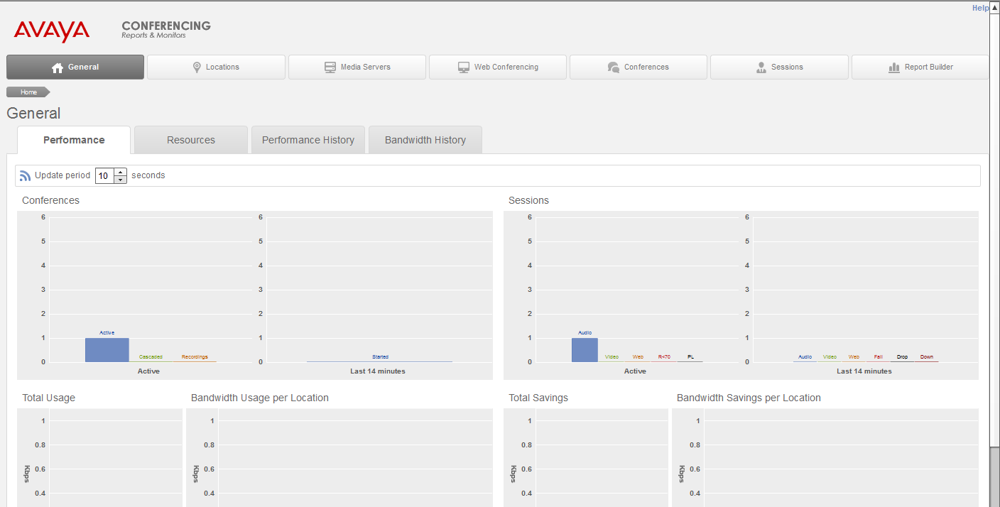 Help
AVAYA
CONFERENCING
Reports & Monitors
General Locations Media Servers Web Conferencing Conferences Sessions Report Builder
Home
General
Performance Resources Performance History Bandwidth History
Update period 10 seconds
Conferences
6
5
4
3
2
1
0
Active
Cascaded
Recordings
Active
6
5
4
3
2
1
0
Started
Last 14 minutes
Sessions
6
5
4
3
2
1
0
Audio
Video
Web
R<70
PL
Active
6
5
4
3
2
1
0
Audio
Video
Web
Fail
Drop
Down
Last 14 minutes
Total Usage
1
0.8
0.6
0.4
Kbps
Bandwidth Usage per Location
1
0.8
0.6
0.4
Kbps
Total Savings
1
0.8
0.6
0.4
Kbps
Bandwidth Savings per Location
1
0.8
0.6
0.4
Kbps